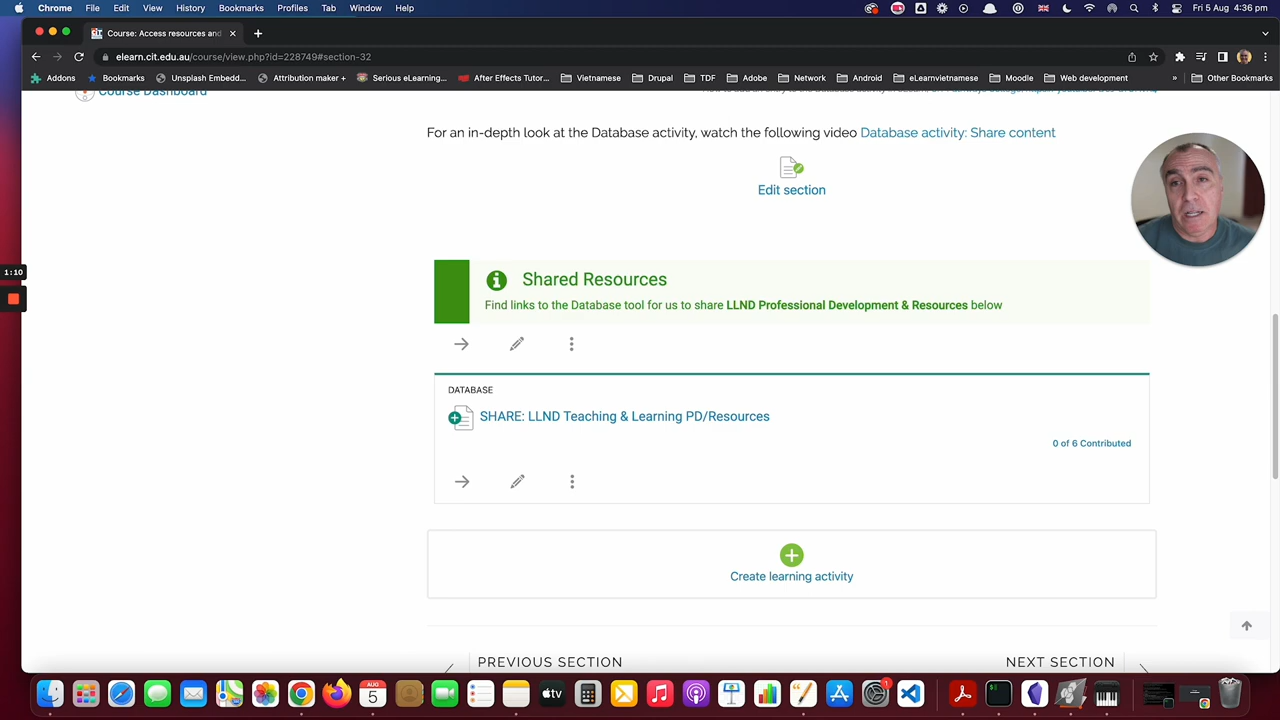 Chrome File Edit View History Bookmarks Profiles Tab Window Help Fri 5 Aug 4:36 pm
Course: Access resources and
elearn.cit.edu.au/course/view.php?id=228749#section-32
Addons Bookmarks Unsplash Embedd... Attribution maker + Serious eLearning... After Effects Tutor... Vietnamese Drupal TDF Adobe Network Android eLearnvietnamese Moodle Web development » Other Bookmarks
Course Dashboard
For an in-depth look at the Database activity, watch the following video Database activity: Share content
Edit section
1:10
Shared Resources
Find links to the Database tool for us to share LLND Professional Development & Resources below
DATABASE
SHARE: LLND Teaching & Learning PD/Resources
0 of 6 Contributed
Create learning activity
PREVIOUS SECTION
NEXT SECTION
AUG
5
tv
1